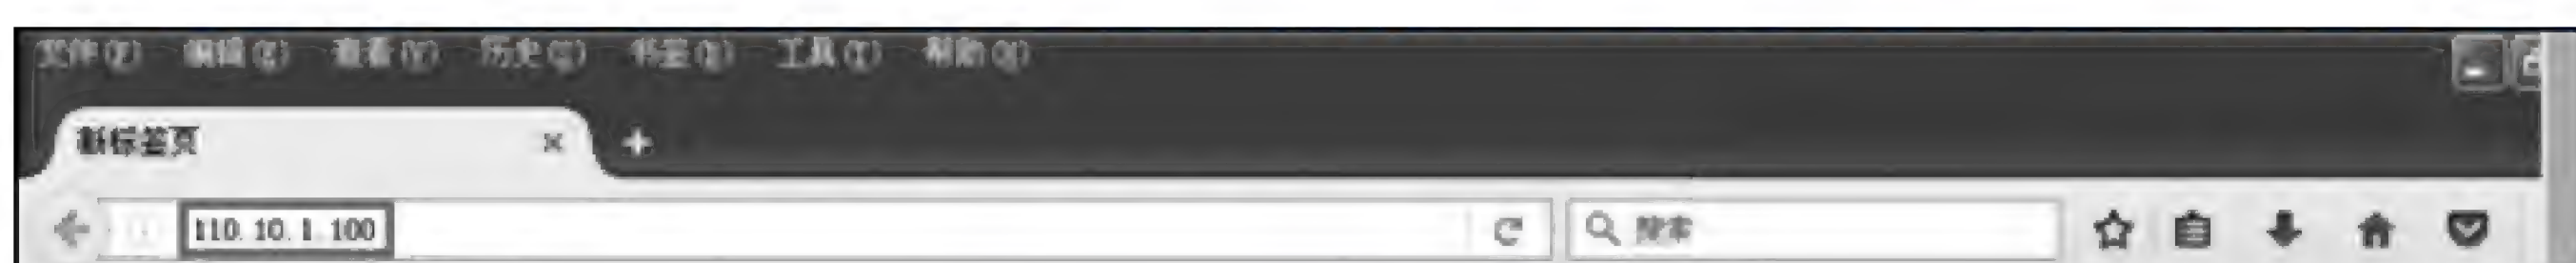 文件(F) 编辑(E) 查看(V) 历史(S) 书签(B) 工具(T) 帮助(H)
新标签页
110.10.1.100 搜索